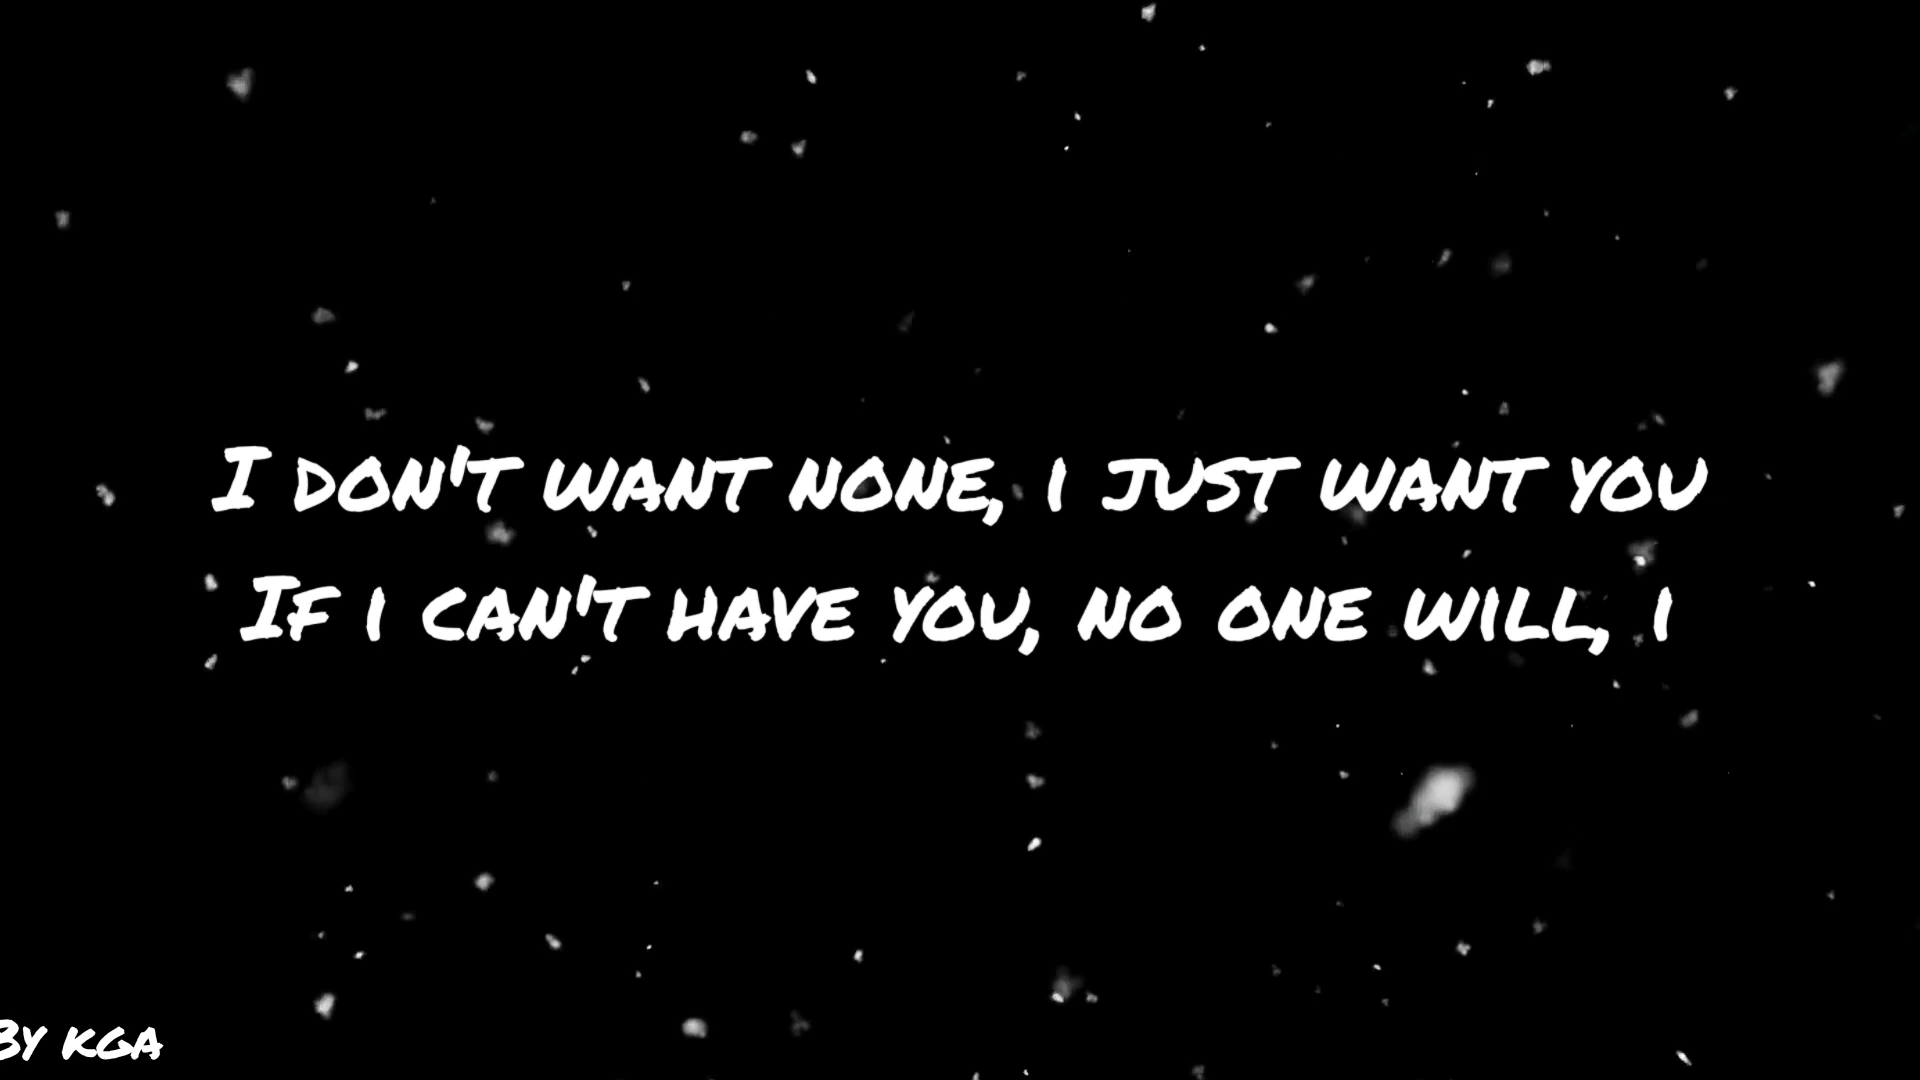 I don't want none, i just want you
If i can't have you, no one will, i
By kga